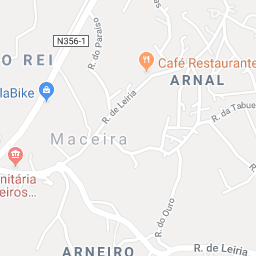 N356-1
R. do Paraíso
O REI
Café Restaurante
ARNAL
laBike
R. de Leiria
R. da Tabue
Maceira
nitária
eiros...
R. do Ouro
ARNEIRO
R. de Leiria